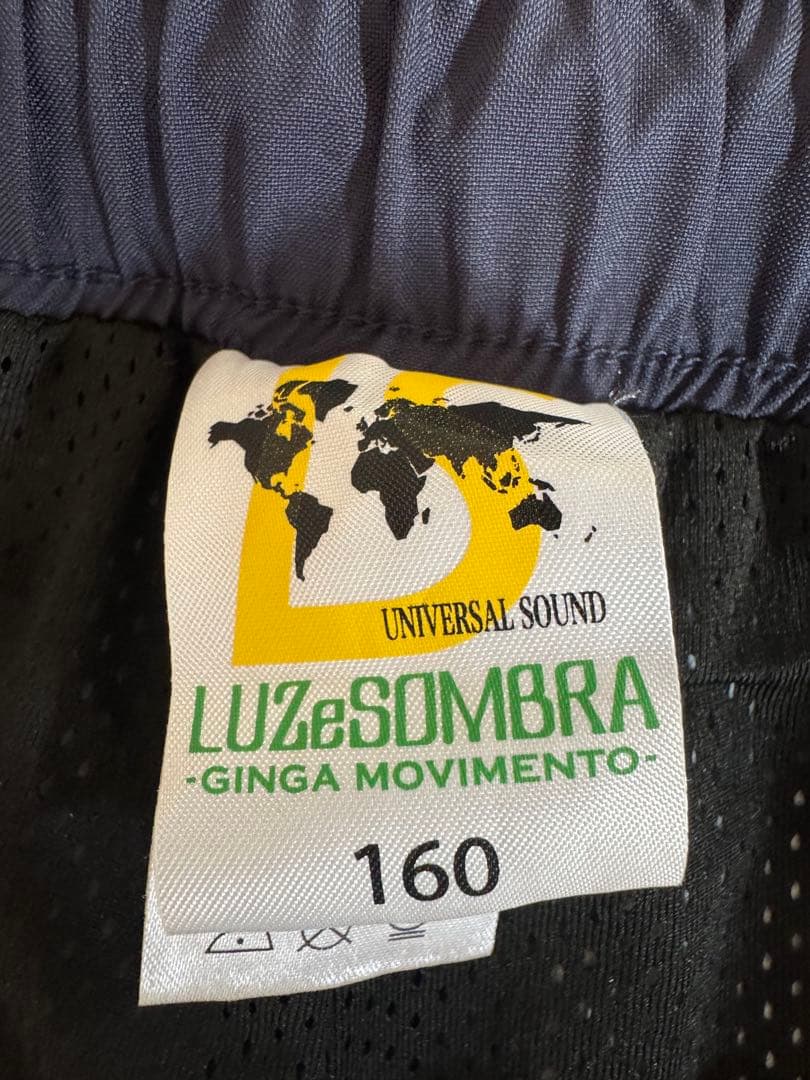 UNIVERSAL SOUND
LUZeSOMBRA
-GINGA MOVIMENTO-
160